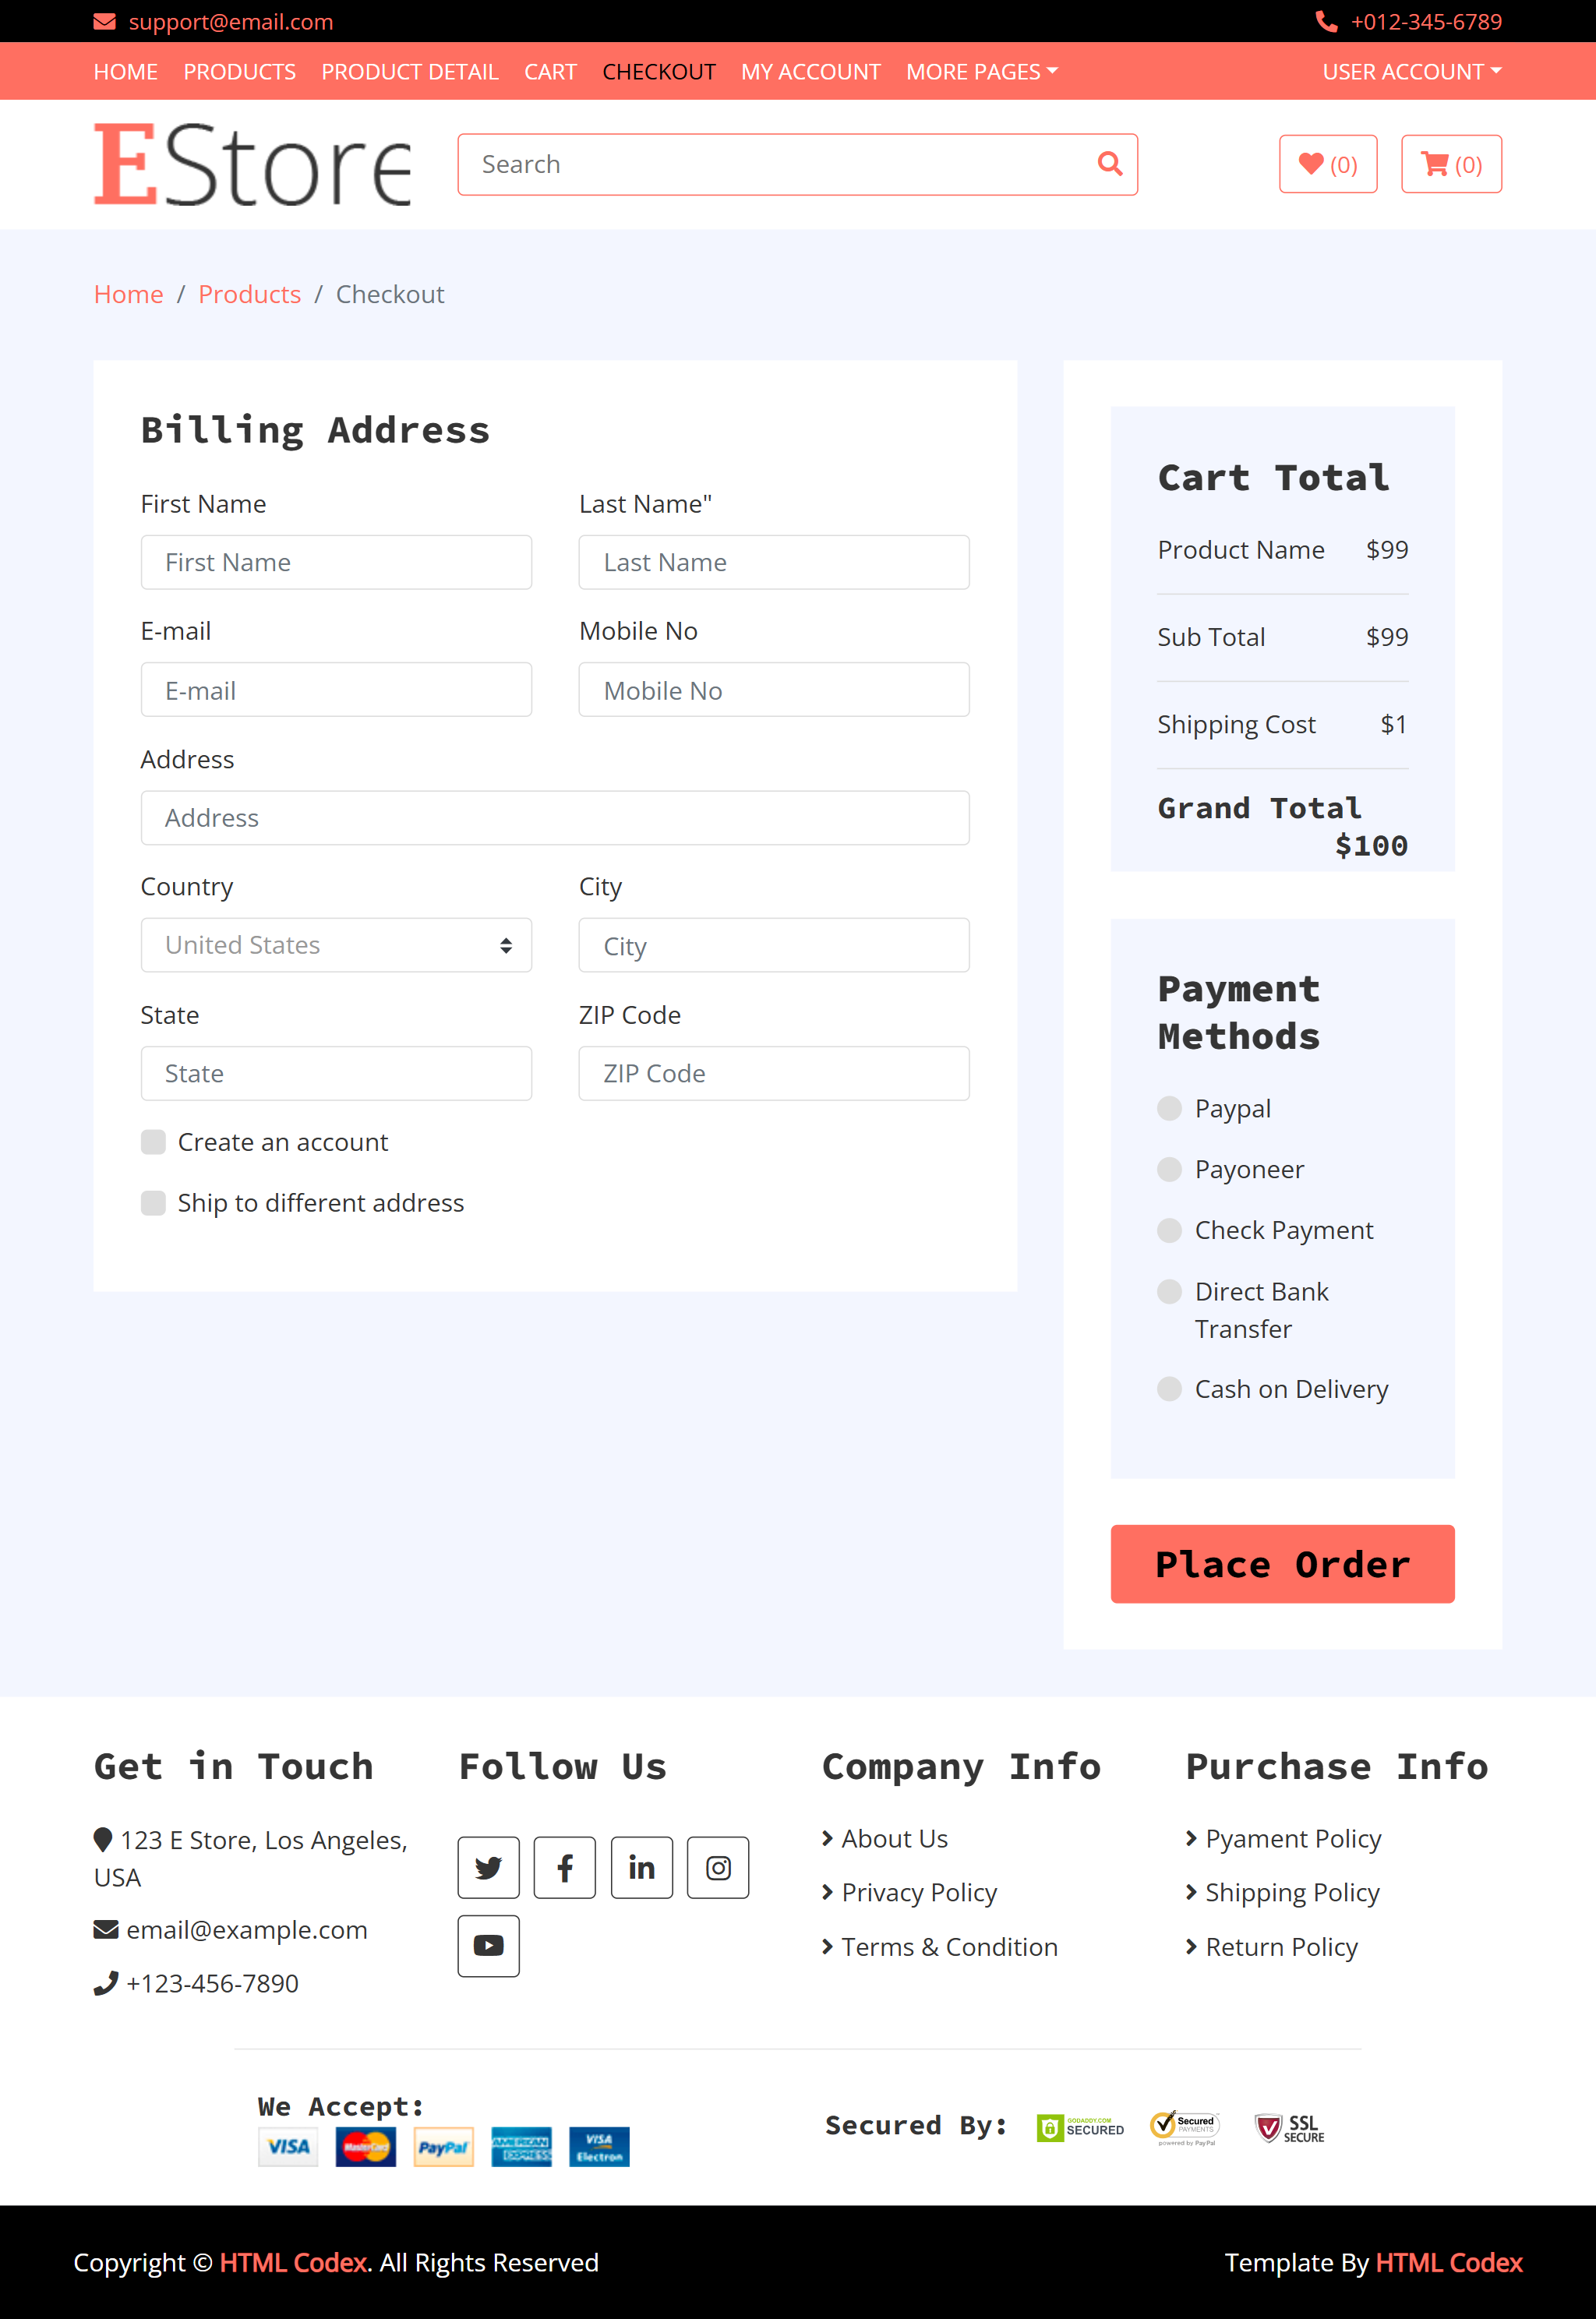 support@email.com +012-345-6789
HOME PRODUCTS PRODUCT DETAIL CART CHECKOUT MY ACCOUNT MORE PAGES USER ACCOUNT
EStore Search (0) (0)
Home / Products / Checkout
Billing Address
First Name Last Name"
First Name Last Name
E-mail Mobile No
E-mail Mobile No
Address
Address
Country City
United States City
State ZIP Code
State ZIP Code
Create an account
Ship to different address
Cart Total
Product Name $99
Sub Total $99
Shipping Cost $1
Grand Total
$100
Payment
Methods
Paypal
Payoneer
Check Payment
Direct Bank
Transfer
Cash on Delivery
Place Order
Get in Touch
123 E Store, Los Angeles,
USA
email@example.com
+123-456-7890
Follow Us
Company Info
About Us
Privacy Policy
Terms & Condition
Purchase Info
Pyament Policy
Shipping Policy
Return Policy
We Accept:
VISA MasterCard PayPal AMERICAN EXPRESS VISA Electron
Secured By:
GODADDY.COM
SECURED
Secured
PAYMENTS
powered by PayPal
SSL
SECURE
Copyright © HTML Codex. All Rights Reserved Template By HTML Codex